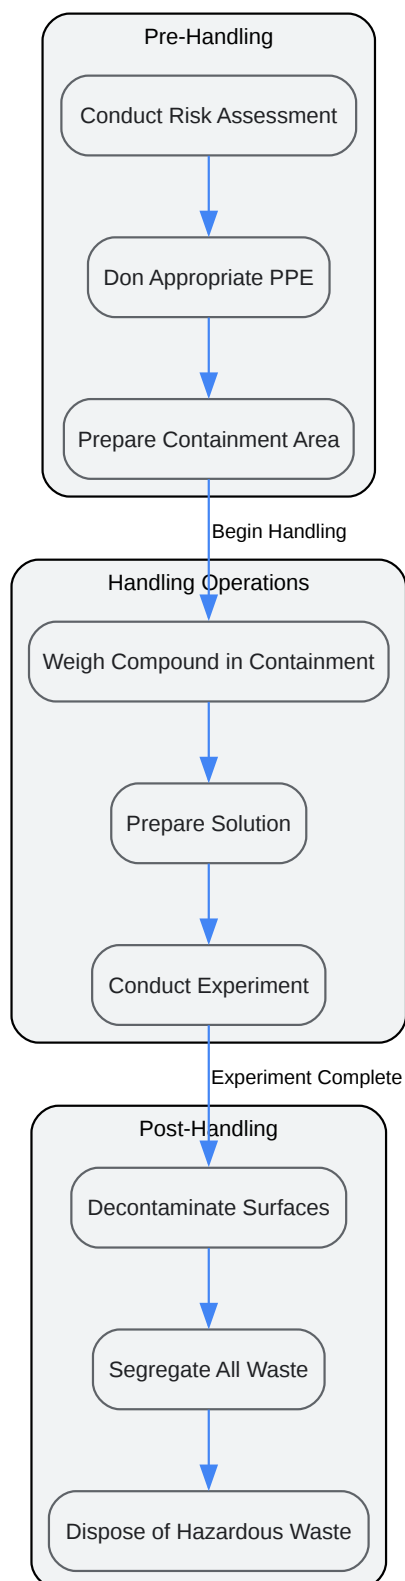 Pre-Handling
Conduct Risk Assessment
Don Appropriate PPE
Prepare Containment Area
Begin Handling
Handling Operations
Weigh Compound in Containment
Prepare Solution
Conduct Experiment
Experiment Complete
Post-Handling
Decontaminate Surfaces
Segregate All Waste
Dispose of Hazardous Waste